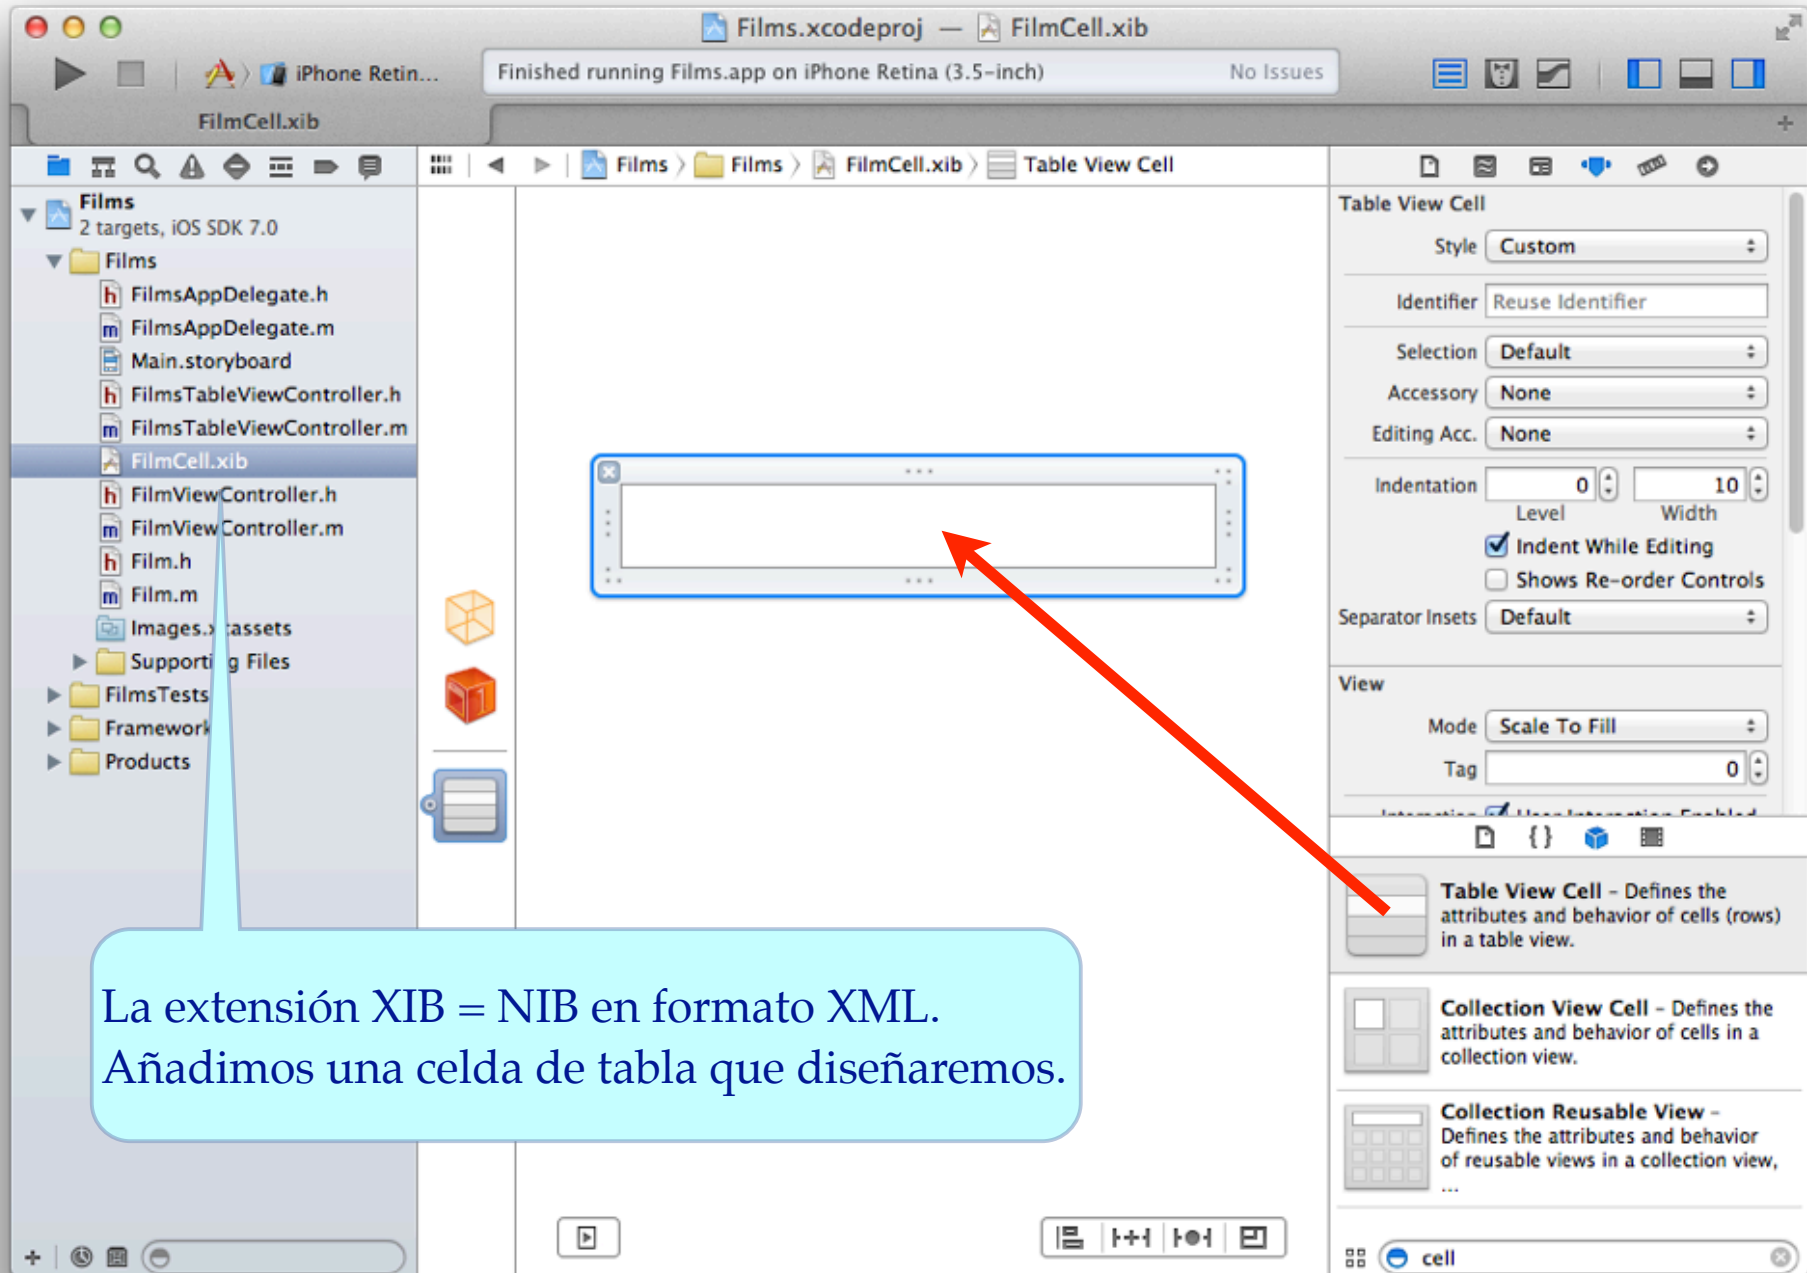 Films.xcodeproj — FilmCell.xib
iPhone Retin...
Finished running Films.app on iPhone Retina (3.5-inch)
No Issues
FilmCell.xib
Films
2 targets, iOS SDK 7.0
Films
FilmsAppDelegate.h
FilmsAppDelegate.m
Main.storyboard
FilmsTableViewController.h
FilmsTableViewController.m
FilmCell.xib
FilmViewController.h
FilmViewController.m
Film.h
Film.m
Supporting Files
FilmsTests
Products
Films
Films
FilmCell.xib
Table View Cell
La extensión XIB = NIB en formato XML.
Añadimos una celda de tabla que diseñaremos.
Table View Cell
Style Custom
Identifier Reuse Identifier
Selection Default
Accessory None
Editing Acc. None
Indentation 0 10
Level Width
Indent While Editing
Shows Re-order Controls
Separator Insets Default
View
Mode Scale To Fill
Tag 0
Interaction User Interaction Enabled
Table View Cell – Defines the
attributes and behavior of cells (rows)
in a table view.
Collection View Cell – Defines the
attributes and behavior of cells in a
collection view.
Collection Reusable View –
Defines the attributes and behavior
of reusable views in a collection view,
...
cell